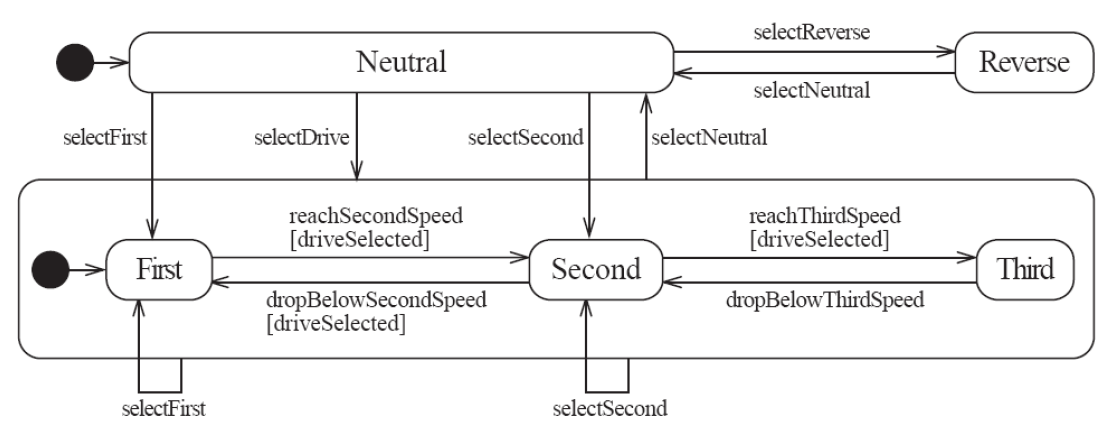 selectReverse
Neutral
Reverse
selectNeutral
selectFirst
selectDrive
selectSecond
selectNeutral
reachSecondSpeed
[driveSelected]
reachThirdSpeed
[driveSelected]
First
Second
Third
dropBelowSecondSpeed
[driveSelected]
dropBelowThirdSpeed
selectFirst
selectSecond